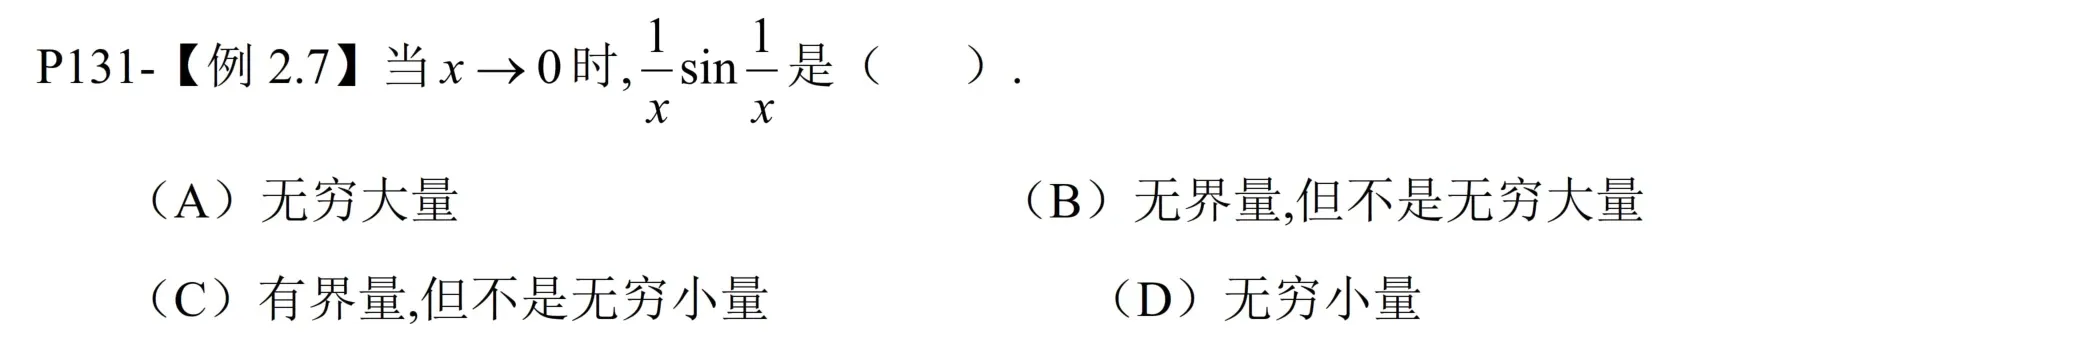 P131-【例 2.7】当 x → 0 时, \frac{1}{x} \sin \frac{1}{x} 是（　　）.
（A）无穷大量　　（B）无界量,但不是无穷大量
（C）有界量,但不是无穷小量　　（D）无穷小量